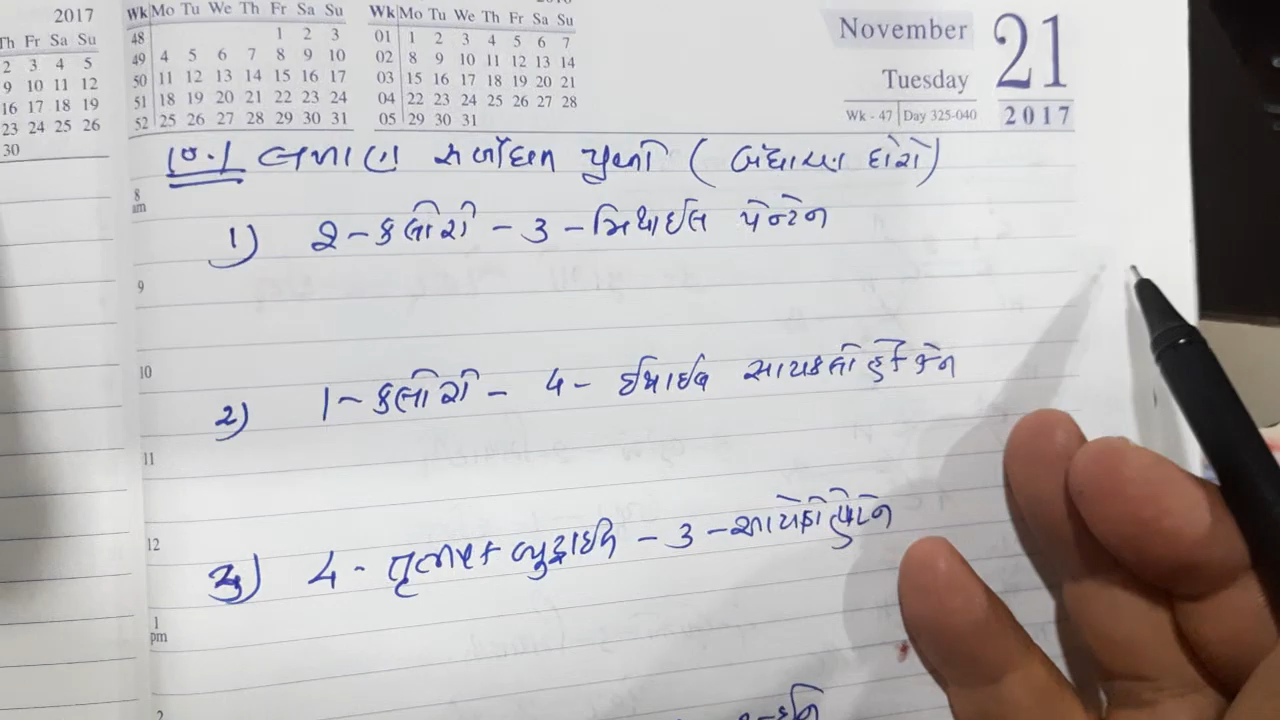 2017
Th Fr Sa Su
2 3 4 5
9 10 11 12
16 17 18 19
23 24 25 26
30
Wk Mo Tu We Th Fr Sa Su
48 1 2 3
49 4 5 6 7 8 9 10
50 11 12 13 14 15 16 17
51 18 19 20 21 22 23 24
52 25 26 27 28 29 30 31
Wk Mo Tu We Th Fr Sa Su
01 1 2 3 4 5 6 7
02 8 9 10 11 12 13 14
03 15 16 17 18 19 20 21
04 22 23 24 25 26 27 28
05 29 30 31
November 21
Tuesday
Wk - 47 Day 325-040 2017
(બંધારણ દોરો)
8 am
1) 2-ક્લોરો - 3 - મિથાઈલ પેન્ટેન
9
10
2) 1-ક્લોરો - 4- ઈથાઈલ
11
12
3) 4- તૃતીયક બ્યુટાઈલ - 3 -આયોડોહેપ્ટેન
1 pm
2